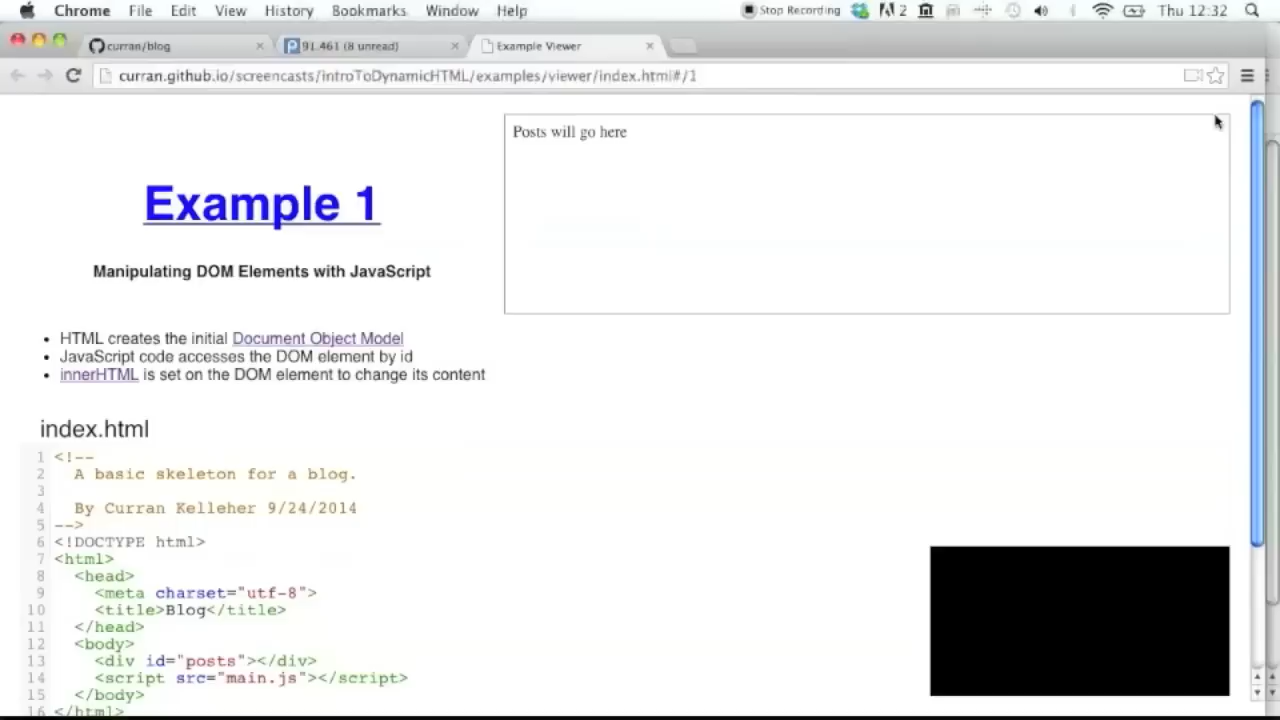 Chrome File Edit View History Bookmarks Window Help Stop Recording 2 Thu 12:32
curran/blog 91.461 (8 unread) Example Viewer
curran.github.io/screencasts/introToDynamicHTML/examples/viewer/index.html#/1
Posts will go here
Example 1
Manipulating DOM Elements with JavaScript
• HTML creates the initial Document Object Model
• JavaScript code accesses the DOM element by id
• innerHTML is set on the DOM element to change its content
index.html
1 <!--
2 A basic skeleton for a blog.
3
4 By Curran Kelleher 9/24/2014
5 -->
6 <!DOCTYPE html>
7 <html>
8 <head>
9 <meta charset="utf-8">
10 <title>Blog</title>
11 </head>
12 <body>
13 <div id="posts"></div>
14 <script src="main.js"></script>
15 </body>
16 </html>